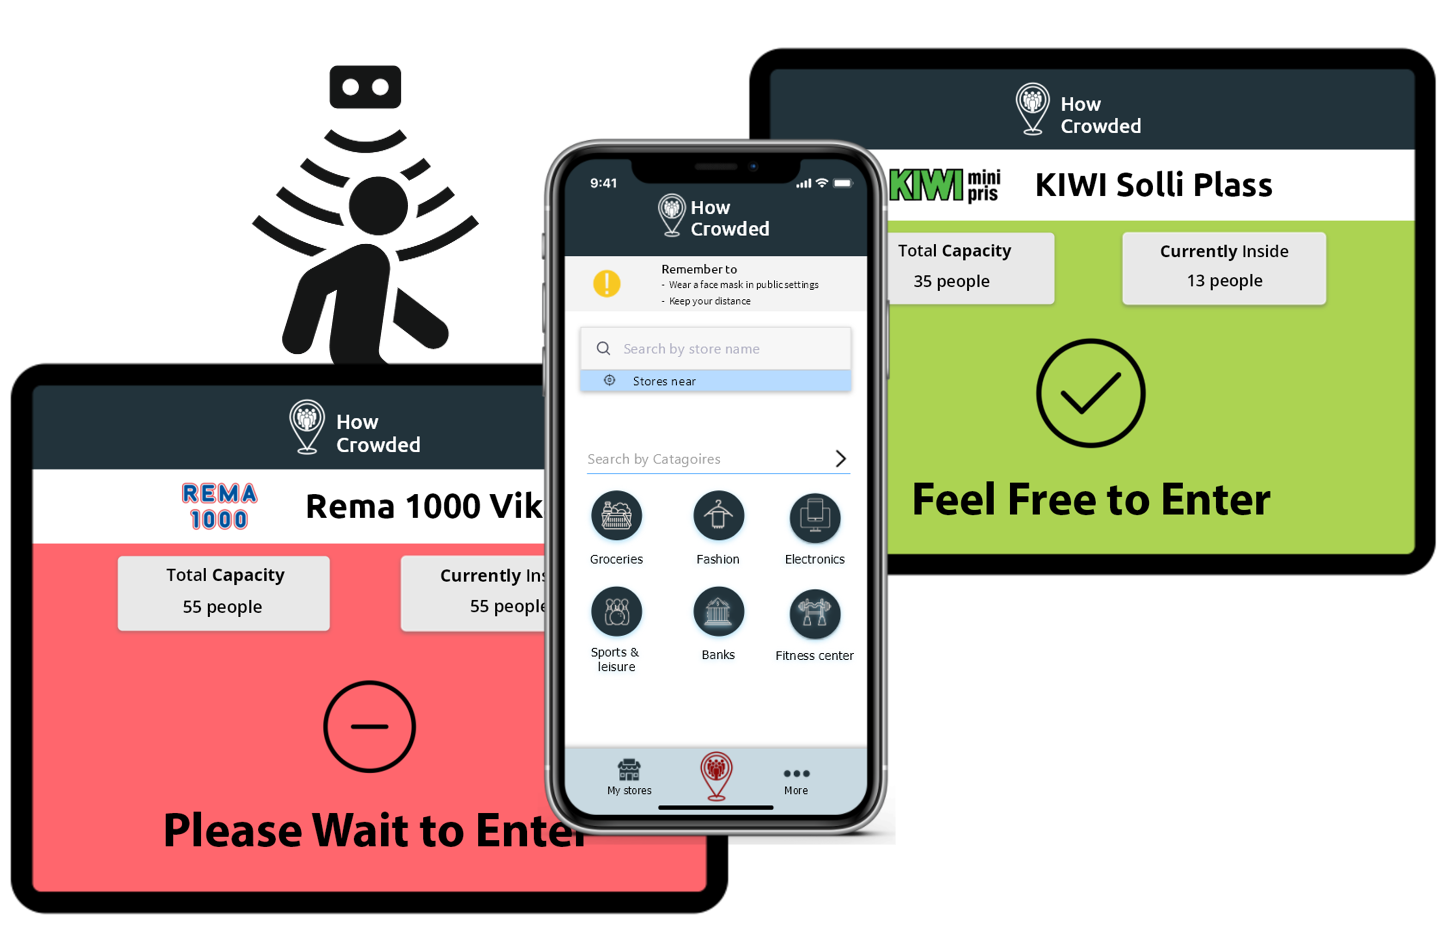 How
Crowded
KIWI mini
pris
KIWI Solli Plass
Total Capacity
35 people
Currently Inside
13 people
Feel Free to Enter
9:41
How
Crowded
Remember to
- Wear a face mask in public settings
- Keep your distance
Search by store name
Stores near
Search by Catagoires
Groceries
Fashion
Electronics
Sports &
leisure
Banks
Fitness center
My stores
More
How
Crowded
REMA
1000
Rema 1000 Vik
Total Capacity
55 people
Currently Ins
55 people
Please Wait to Enter